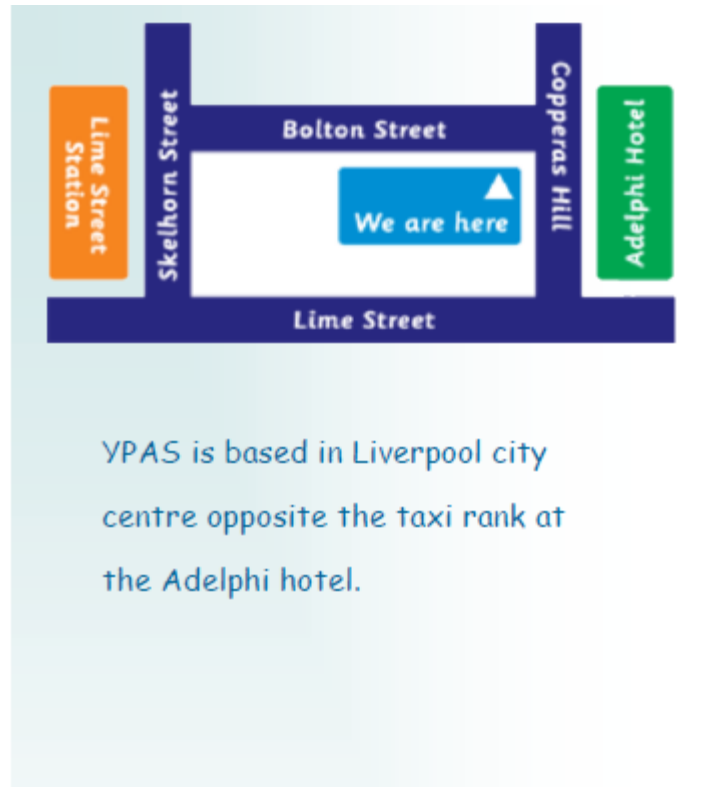 Lime Street
Station
Skelhorn Street
Bolton Street
Copperas Hill
Adelphi Hotel
We are here
Lime Street
YPAS is based in Liverpool city
centre opposite the taxi rank at
the Adelphi hotel.